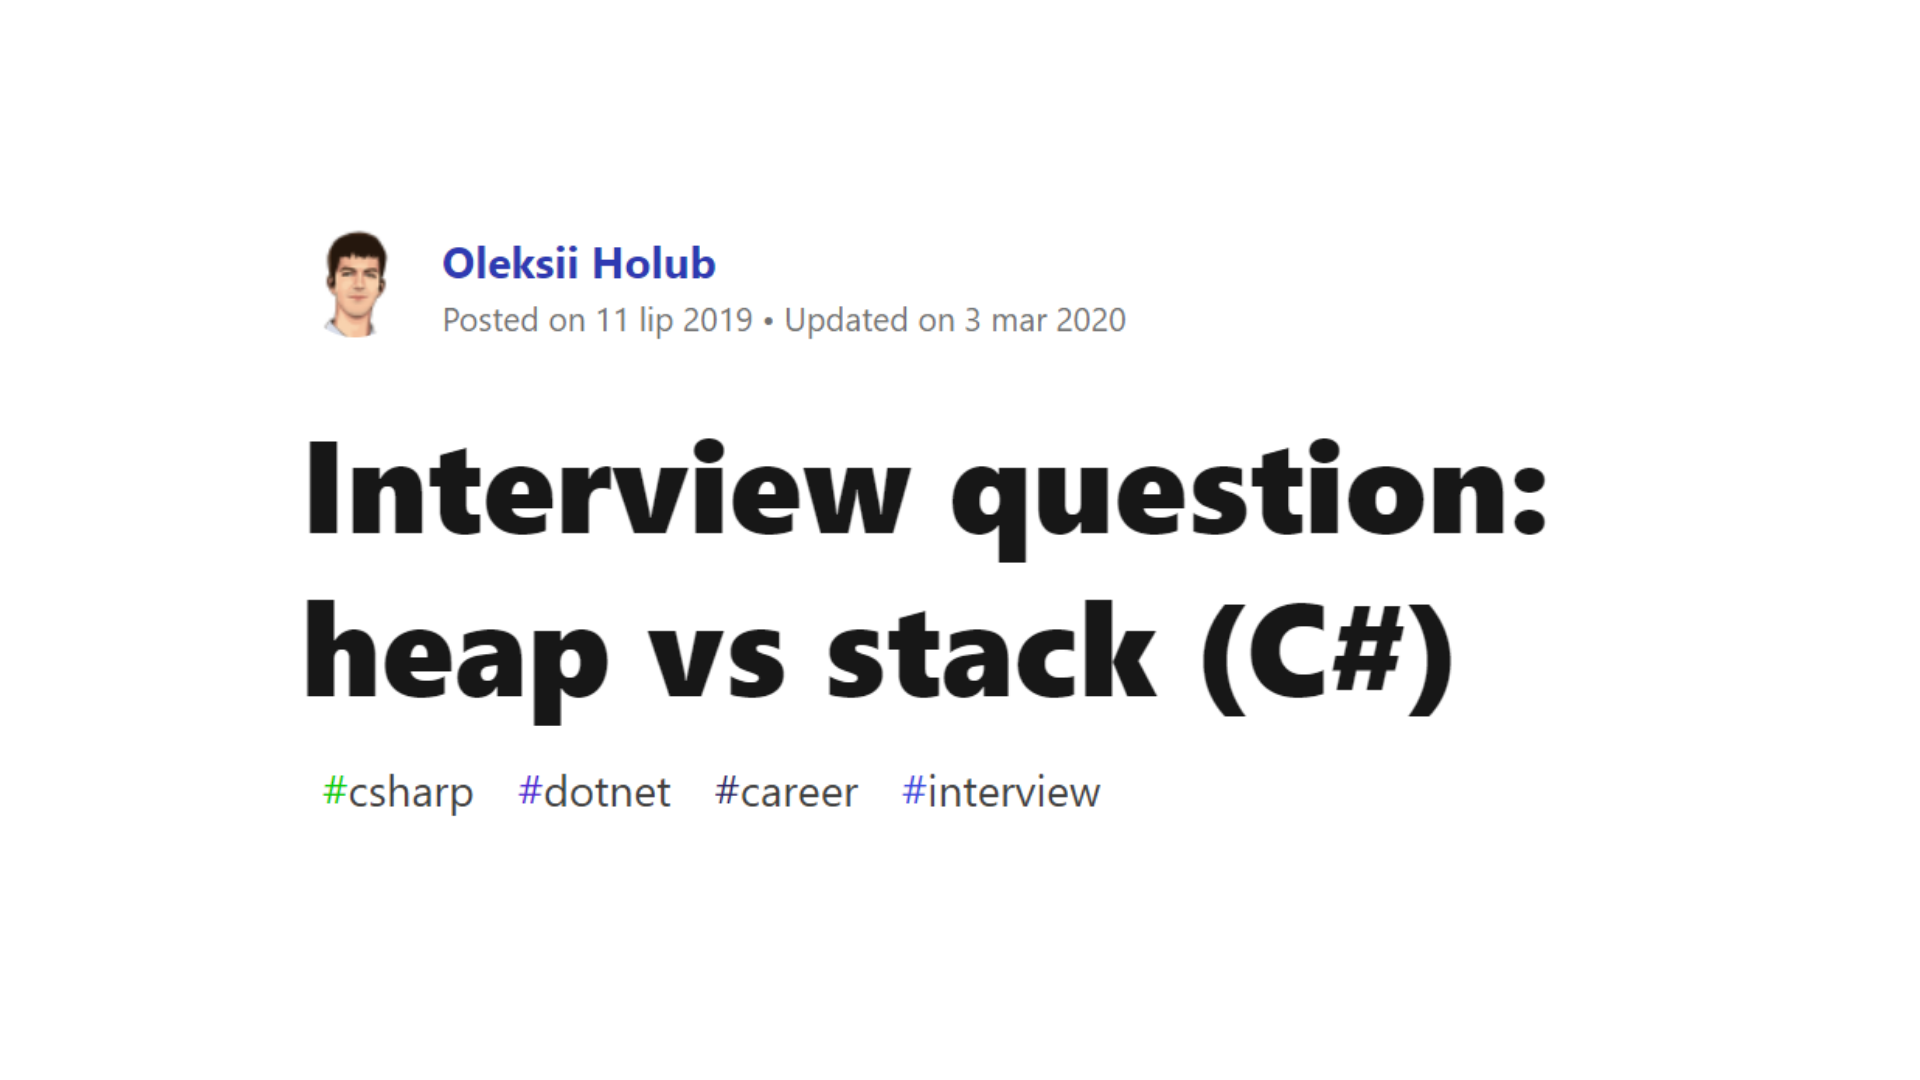 Oleksii Holub
Posted on 11 lip 2019 • Updated on 3 mar 2020
Interview question:
heap vs stack (C#)
#csharp #dotnet #career #interview